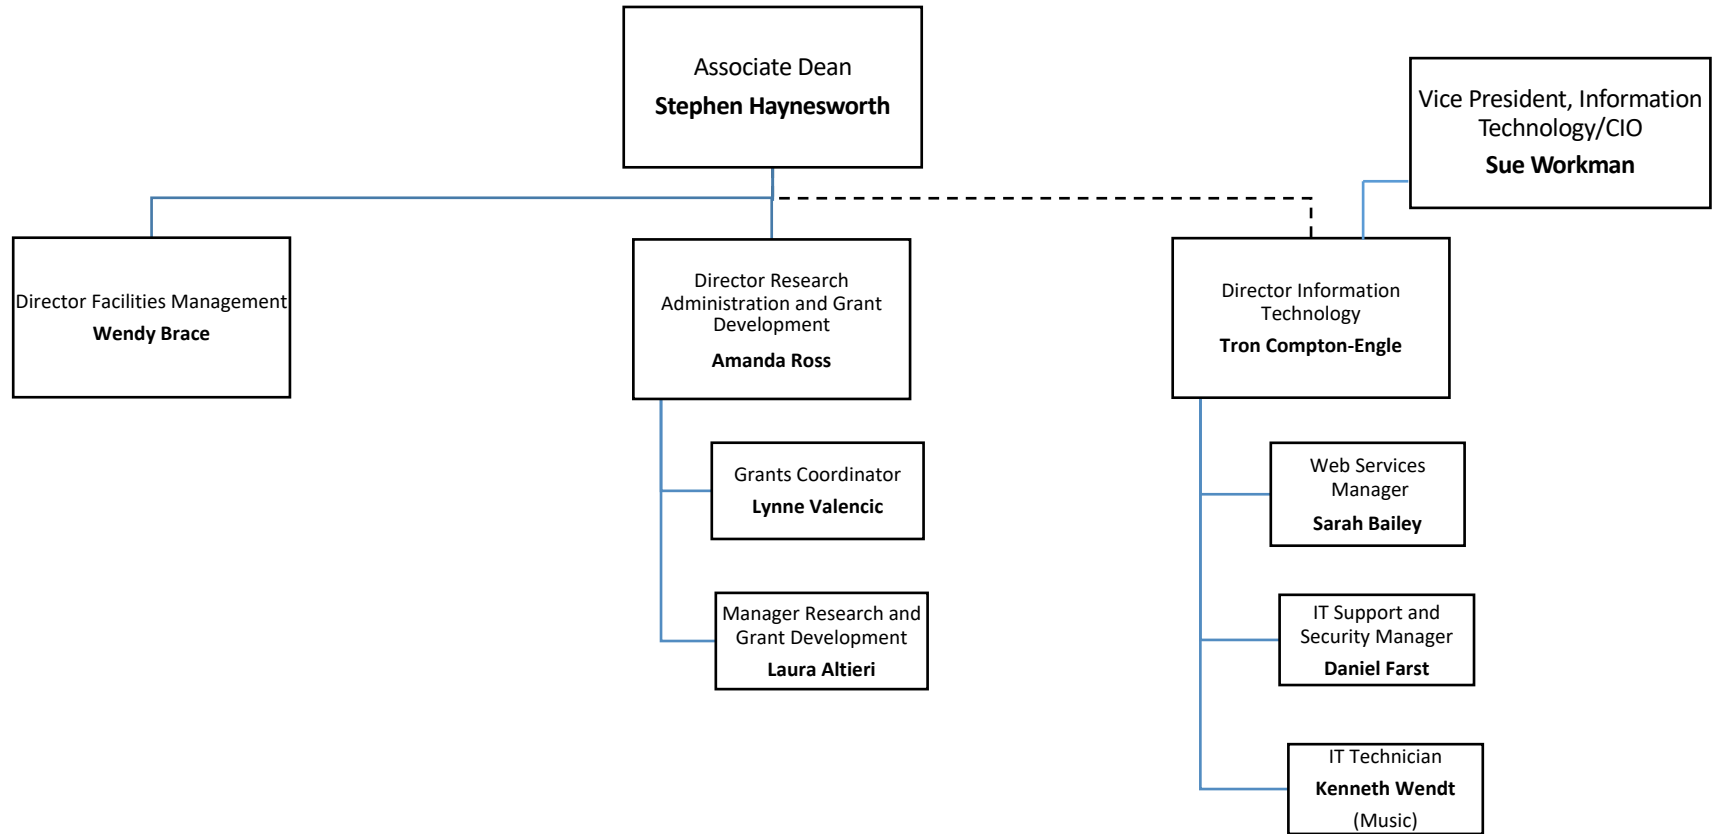 Associate Dean
Stephen Haynesworth
Vice President, Information
Technology/CIO
Sue Workman
Director Facilities Management
Wendy Brace
Director Research
Administration and Grant
Development
Amanda Ross
Director Information
Technology
Tron Compton-Engle
Grants Coordinator
Lynne Valencic
Manager Research and
Grant Development
Laura Altieri
Web Services
Manager
Sarah Bailey
IT Support and
Security Manager
Daniel Farst
IT Technician
Kenneth Wendt
(Music)